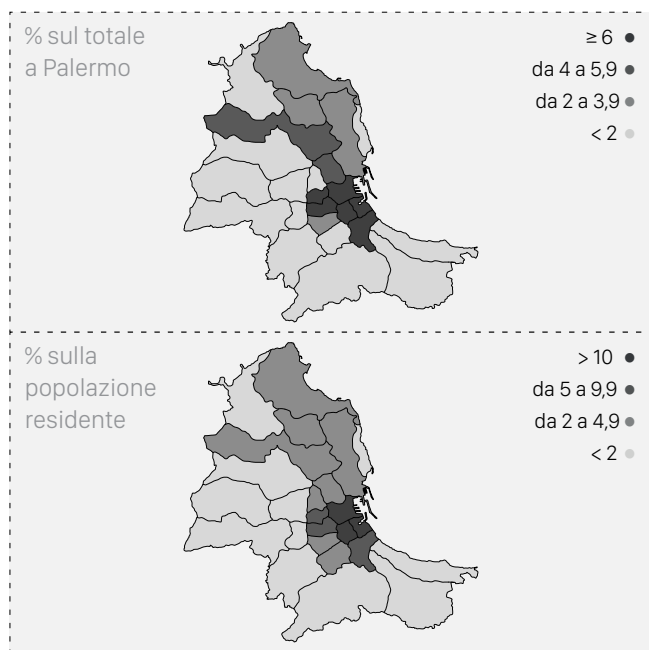 % sul totale
a Palermo
≥ 6
da 4 a 5,9
da 2 a 3,9
< 2
% sulla
popolazione
residente
> 10
da 5 a 9,9
da 2 a 4,9
< 2